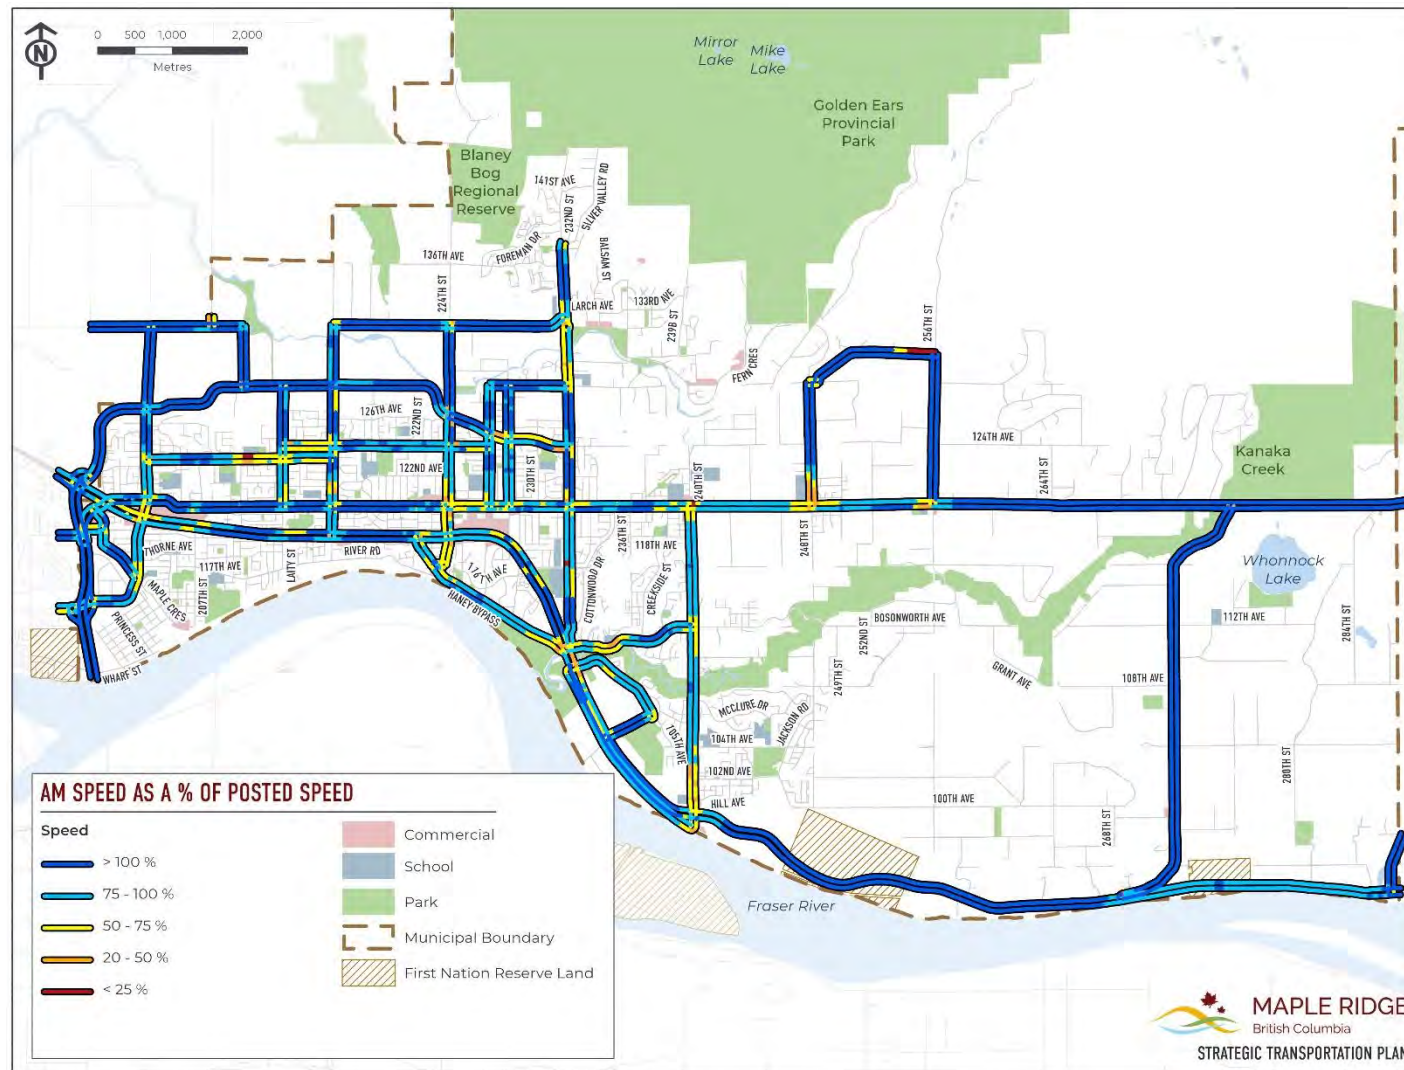 N
0 500 1,000 2,000
Metres
Mirror
Lake
Mike
Lake
Golden Ears
Provincial
Park
Blaney
Bog
Regional
Reserve
141ST AVE
232ND ST
SILVER VALLEY RD
FOREMAN DR
BALSAM ST
136TH AVE
224TH ST
LARCH AVE
133RD AVE
239B ST
FERN CRES
256TH ST
126TH AVE
222ND ST
122ND AVE
230TH ST
240TH ST
124TH AVE
264TH ST
Kanaka
Creek
236TH ST
248TH ST
118TH AVE
THORNE AVE
117TH AVE
207TH ST
LAITY ST
RIVER RD
116TH AVE
HANEY BYPASS
COTTONWOOD DR
CREEKSIDE ST
MAPLE CRES
PRINCESS ST
WHARF ST
Whonnock
Lake
112TH AVE
284TH ST
BOSONWORTH AVE
252ND ST
249TH ST
GRANT AVE
108TH AVE
MCCLURE DR
JACKSON RD
105TH AVE
104TH AVE
102ND AVE
HILL AVE
100TH AVE
268TH ST
280TH ST
Fraser River
AM SPEED AS A % OF POSTED SPEED
Speed
> 100 %
75 - 100 %
50 - 75 %
20 - 50 %
< 25 %
Commercial
School
Park
Municipal Boundary
First Nation Reserve Land
MAPLE RIDGE
British Columbia
STRATEGIC TRANSPORTATION PLAN